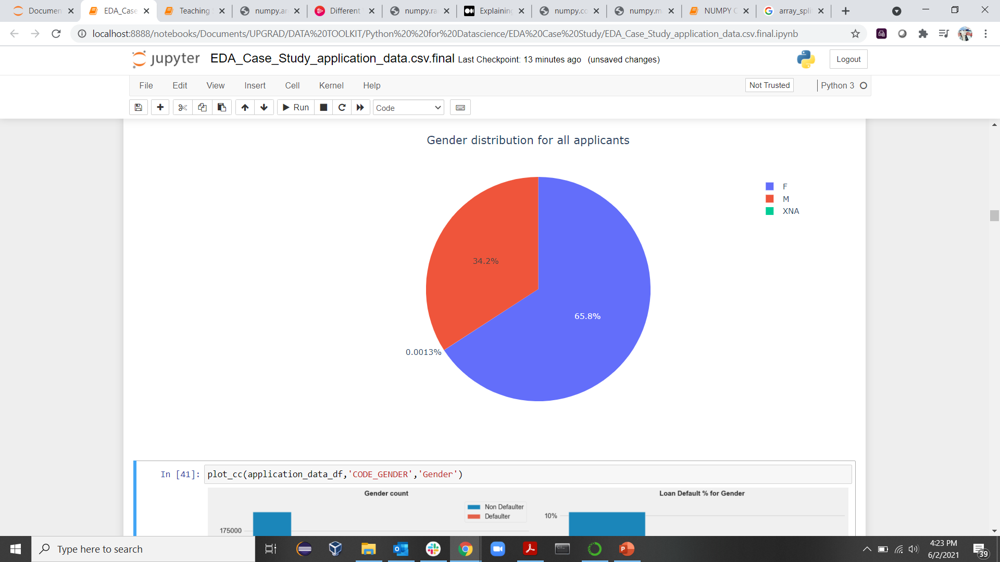 Documen
EDA_Case
Teaching
numpy.ar
Different
numpy.ra
Explaining
numpy.co
numpy.m
NUMPY C
array_spli
localhost:8888/notebooks/Documents/UPGRAD/DATA%20TOOLKIT/Python%20%20for%20Datascience/EDA%20Case%20Study/EDA_Case_Study_application_data.csv.final.ipynb
jupyter EDA_Case_Study_application_data.csv.final Last Checkpoint: 13 minutes ago (unsaved changes)
Logout
File Edit View Insert Cell Kernel Help
Not Trusted
Python 3
Run
Code
Gender distribution for all applicants
F
M
XNA
34.2%
65.8%
0.0013%
In [41]: plot_cc(application_data_df,'CODE_GENDER','Gender')
Gender count
Non Defaulter
Defaulter
175000
Loan Default % for Gender
10%
Type here to search
4:23 PM
6/2/2021
39